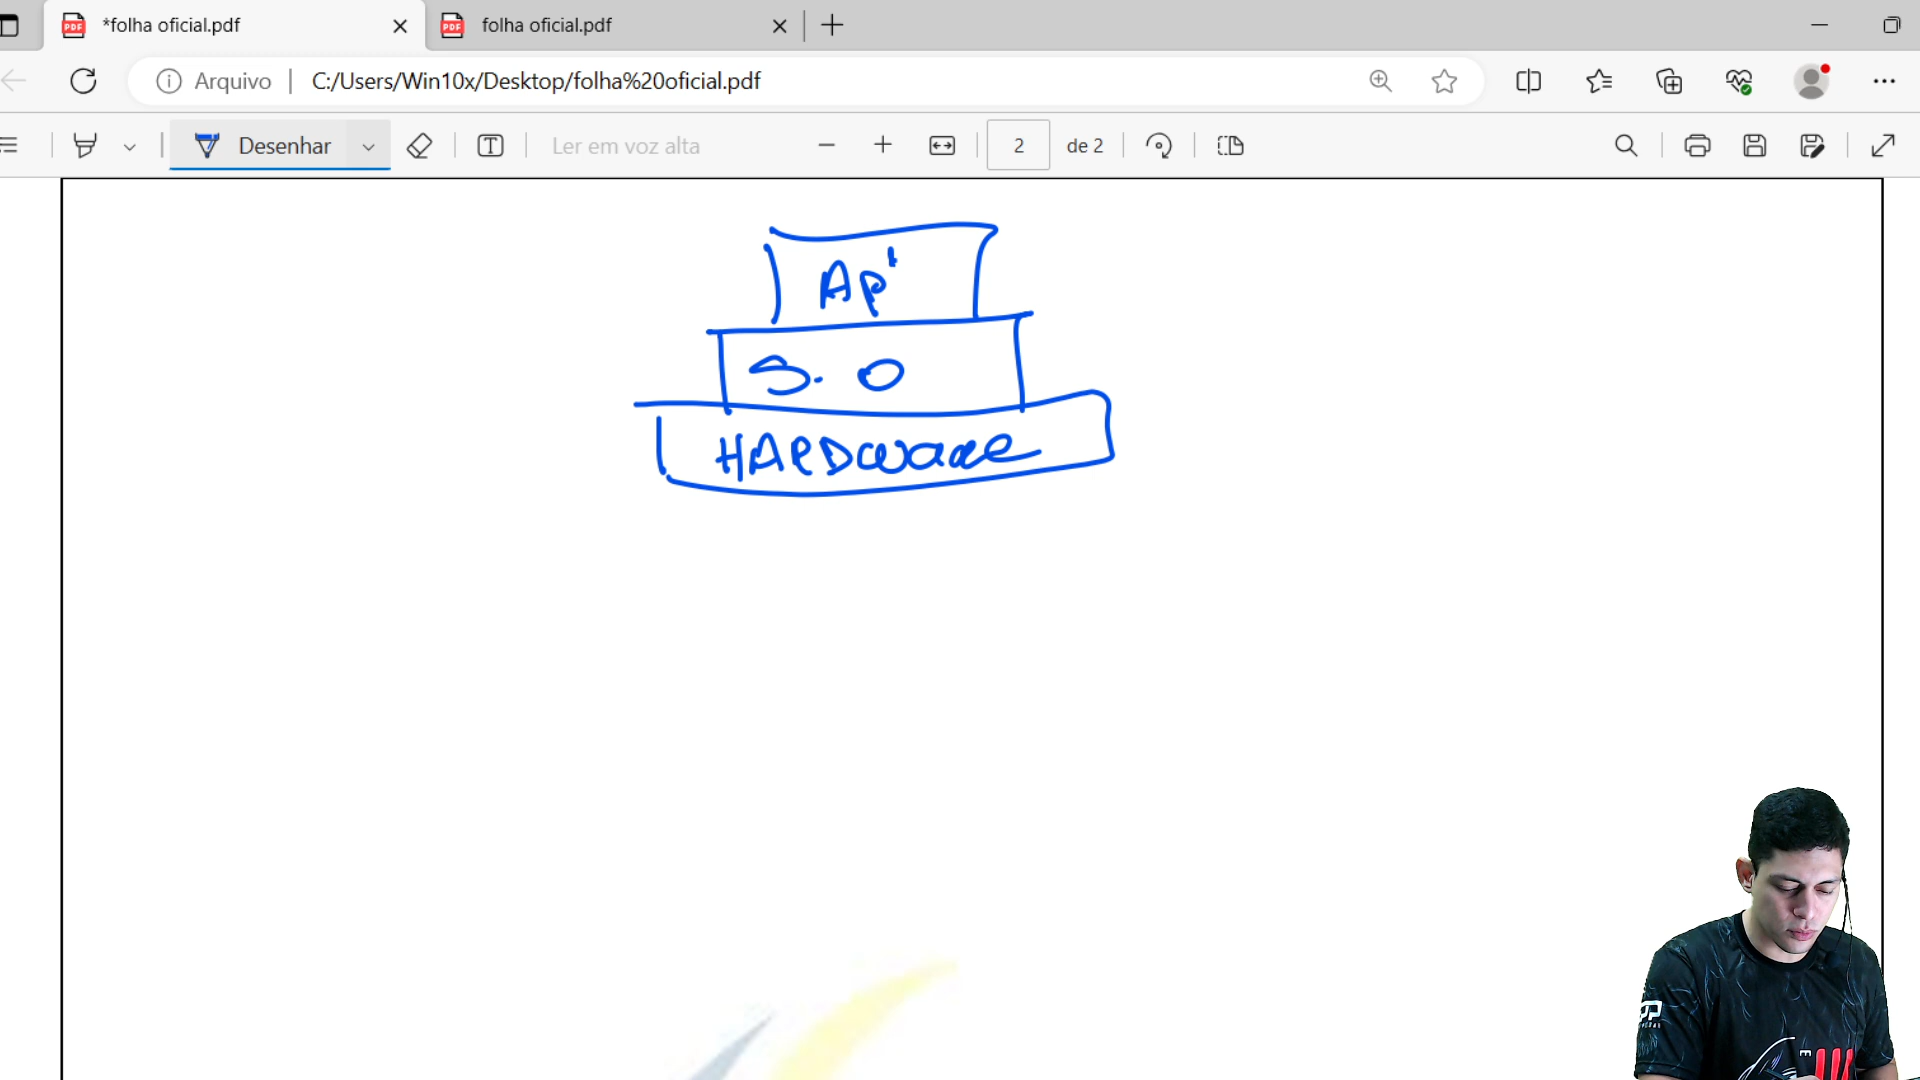 *folha oficial.pdf
folha oficial.pdf
Arquivo
C:/Users/Win10x/Desktop/folha%20oficial.pdf
Desenhar
Ler em voz alta
2
de 2
Ap'
S. O
HARDware